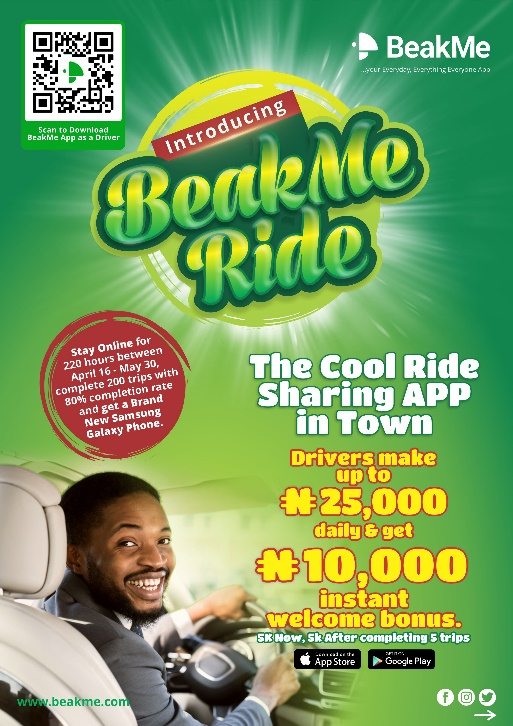 BeakMe
...your Everyday, Everything Everyone App
Scan to Download
BeakMe App as a Driver
Introducing
BeakMe
Ride
Stay Online for
220 hours between
April 16 - May 30,
complete 200 trips with
80% completion rate
and get a Brand
New Samsung
Galaxy Phone.
The Cool Ride
Sharing APP
in Town
Drivers make
up to
₦25,000
daily & get
₦10,000
instant
welcome bonus.
5K Now, 5k After completing 5 trips
Download on the
App Store
GET IT ON
Google Play
www.beakme.com